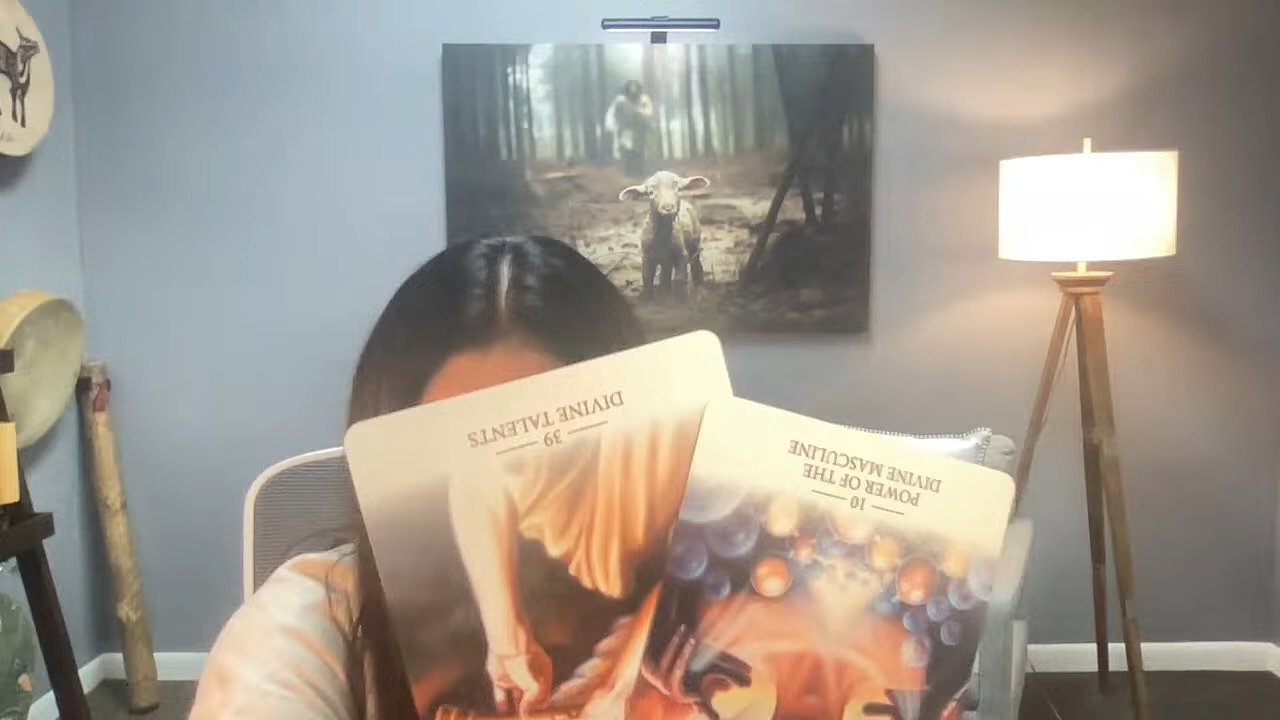 39
DIVINE TALENTS
10
POWER OF THE
DIVINE MASCULINE